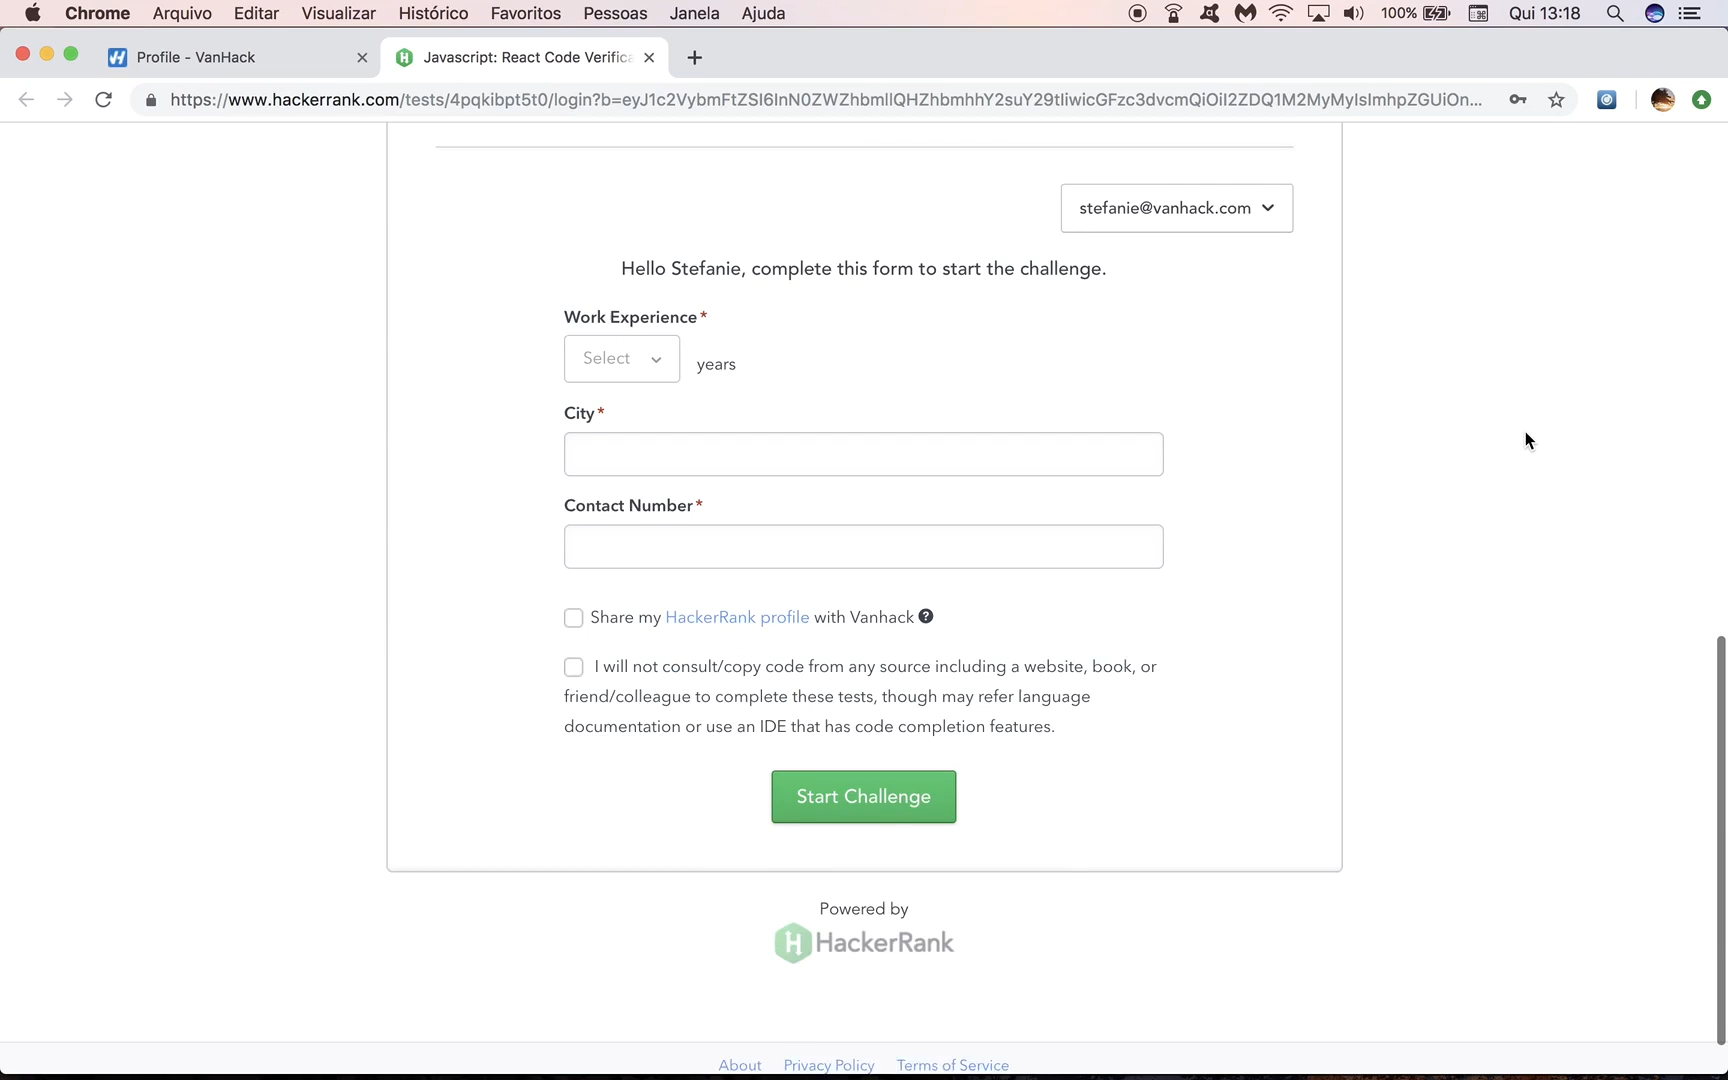 Chrome Arquivo Editar Visualizar Histórico Favoritos Pessoas Janela Ajuda 100% Qui 13:18
Profile - VanHack Javascript: React Code Verifica
https://www.hackerrank.com/tests/4pqkibpt5t0/login?b=eyJ1c2VybmFtZSI6InN0ZWZhbmllQHZhbmhhY2suY29tIiwicGFzc3dvcmQiOiI2ZDQ1M2MyMyIsImhpZGUiOn...
stefanie@vanhack.com
Hello Stefanie, complete this form to start the challenge.
Work Experience*
Select years
City*
Contact Number*
Share my HackerRank profile with Vanhack ?
I will not consult/copy code from any source including a website, book, or
friend/colleague to complete these tests, though may refer language
documentation or use an IDE that has code completion features.
Start Challenge
Powered by
H HackerRank
About Privacy Policy Terms of Service